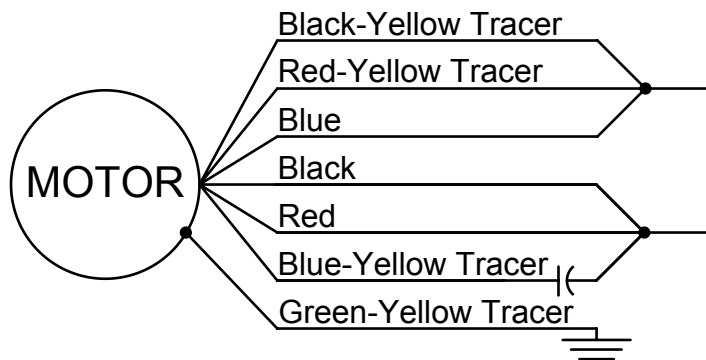 Black-Yellow Tracer
Red-Yellow Tracer
Blue
MOTOR
Black
Red
Blue-Yellow Tracer
Green-Yellow Tracer